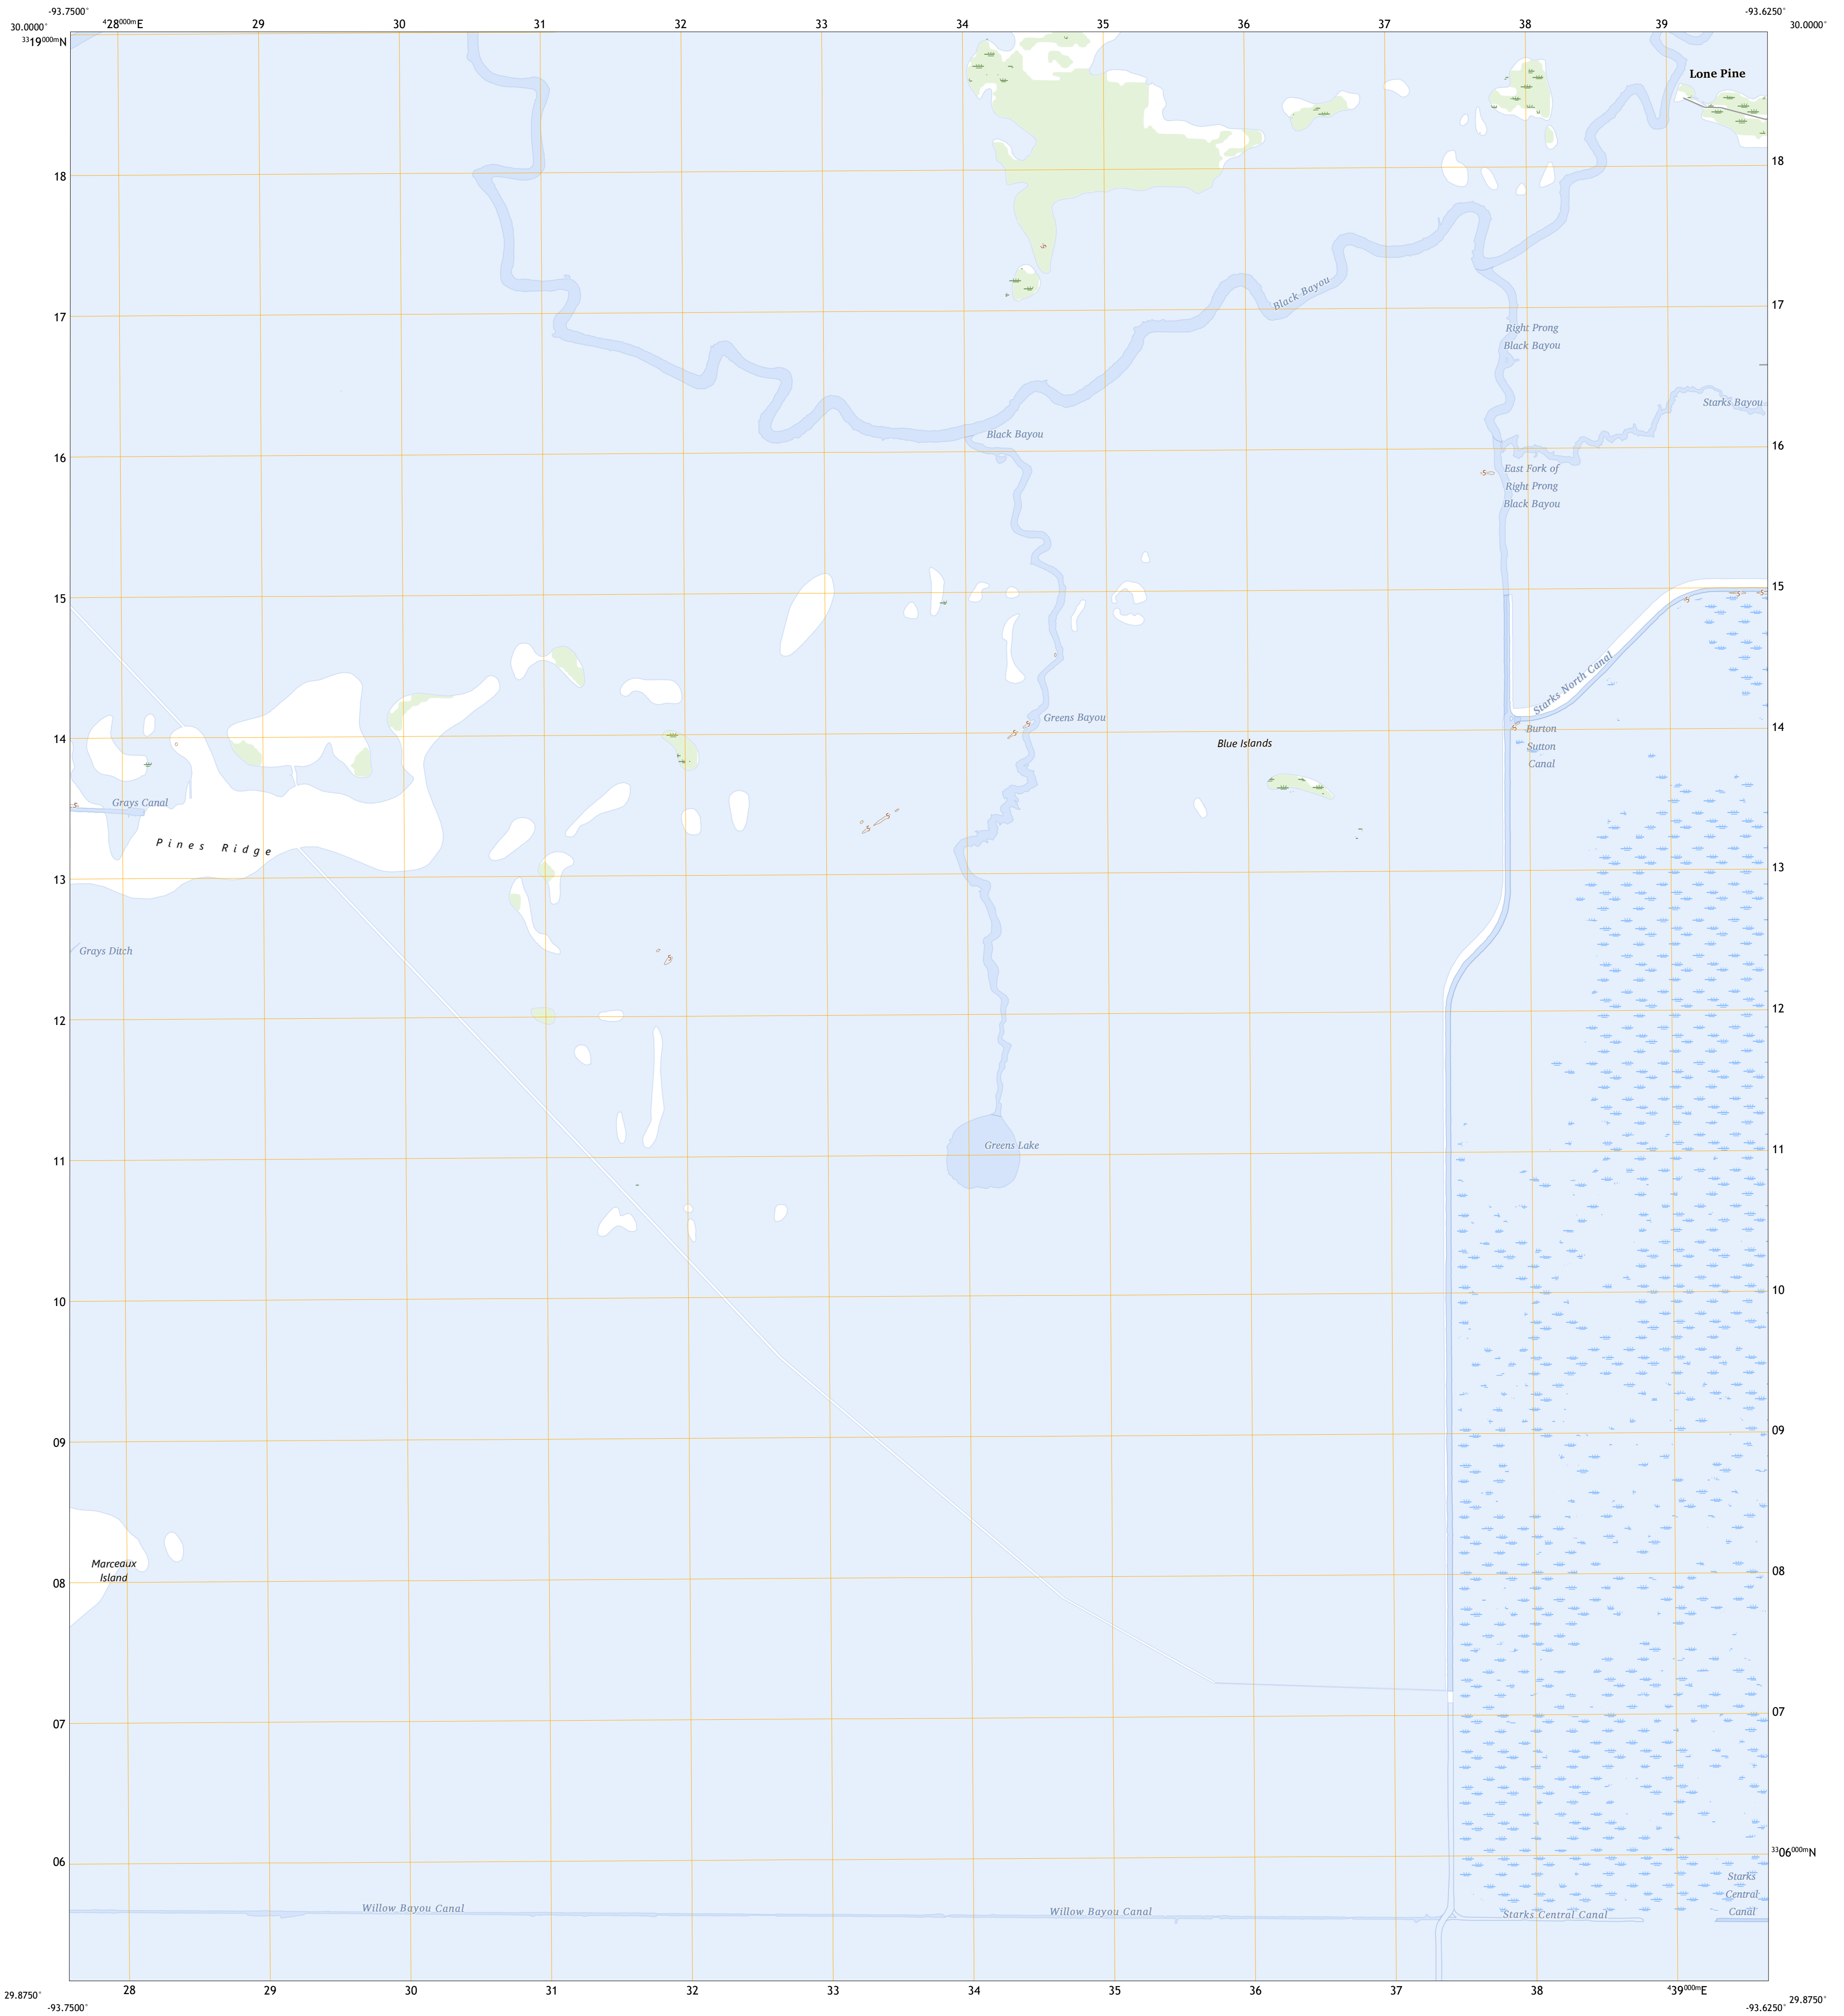 -93.7500° -93.6250°
30.0000° ⁴28⁰⁰⁰ᵐE 29 30 31 32 33 34 35 36 37 38 39 30.0000°
³³19⁰⁰⁰ᵐN
Lone Pine
18 18
Black Bayou
17 17
Right Prong
Black Bayou
Starks Bayou
Black Bayou
16 16
East Fork of
Right Prong
Black Bayou
15 15
Starks North Canal
Greens Bayou
14 14
Burton
Sutton
Canal
Blue Islands
Grays Canal
Pines Ridge
13 13
Grays Ditch
12 12
Greens Lake
11 11
10 10
09 09
Marceaux
Island
08 08
07 07
06 ³³06⁰⁰⁰ᵐN
Starks
Central
Canal
Willow Bayou Canal Willow Bayou Canal Starks Central Canal
28 29 30 31 32 33 34 35 36 37 38 ⁴39⁰⁰⁰ᵐE
29.8750° 29.8750°
-93.7500° -93.6250°